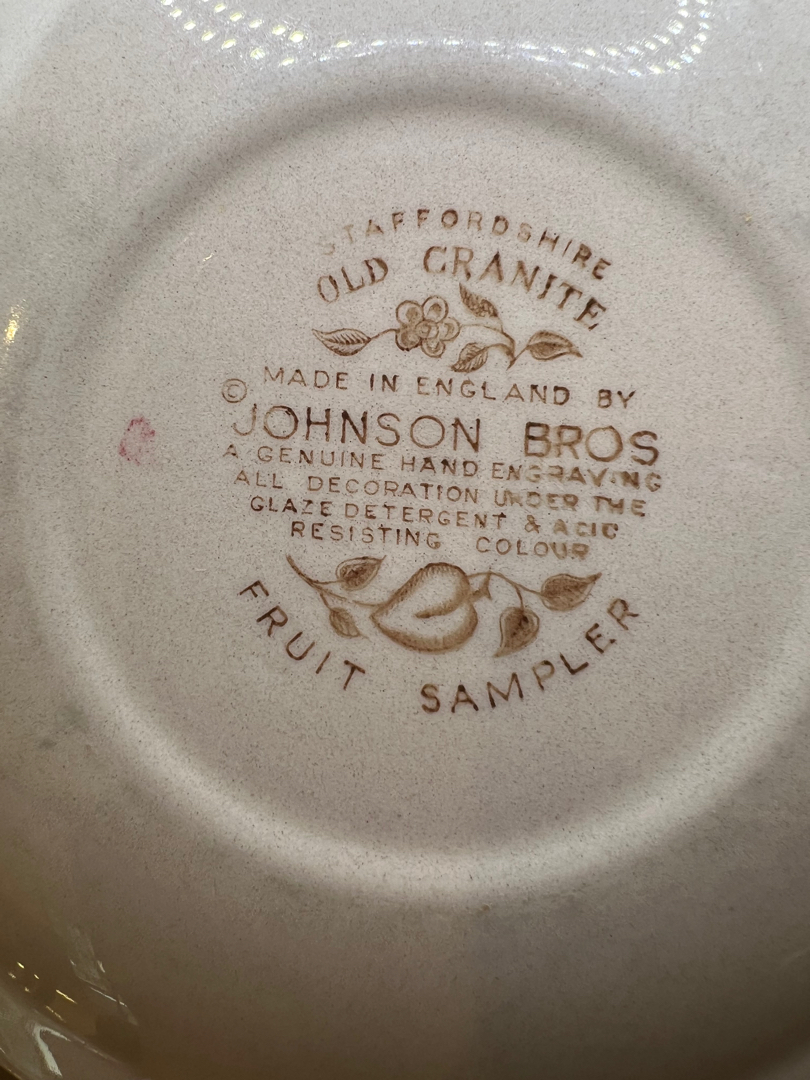 STAFFORDSHIRE
OLD GRANITE
MADE IN ENGLAND BY
© JOHNSON BROS
A GENUINE HAND ENGRAVING
ALL DECORATION UNDER THE
GLAZE DETERGENT & ACID
RESISTING COLOUR
FRUIT SAMPLER